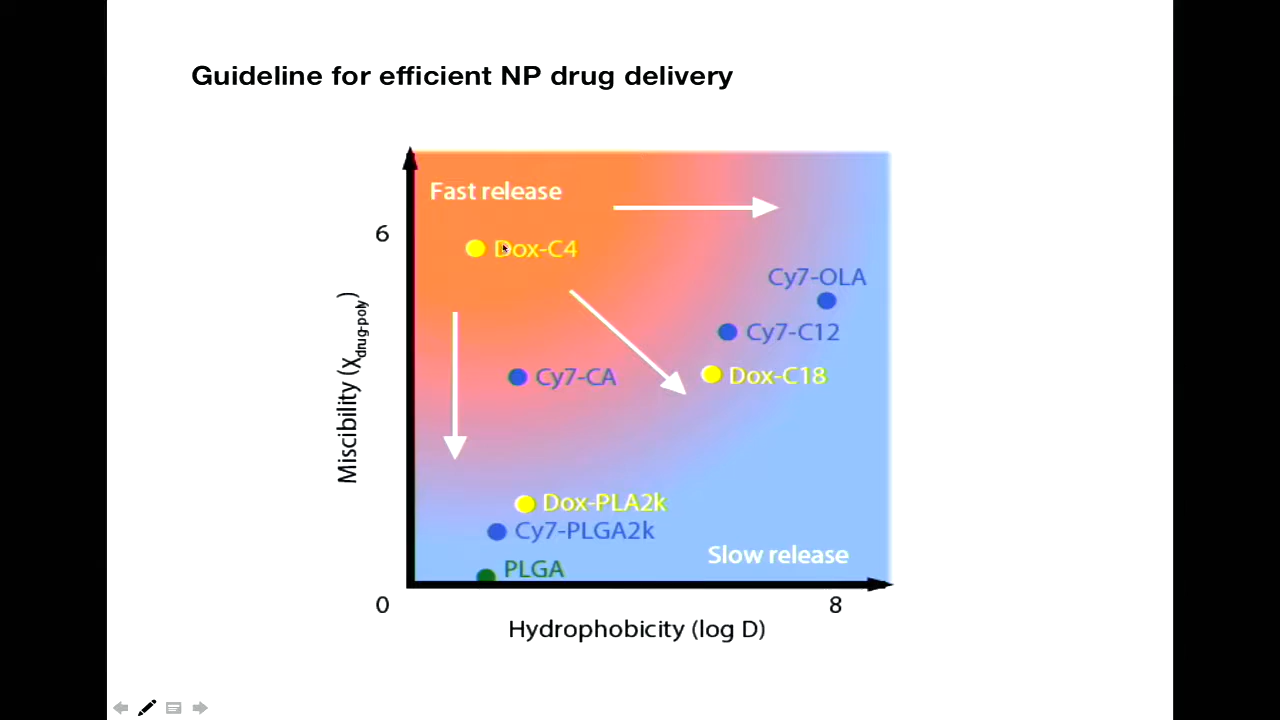 Guideline for efficient NP drug delivery
Fast release
6
Dox-C4
Cy7-OLA
Cy7-C12
Dox-C18
Cy7-CA
Miscibility (χdrug-poly)
Dox-PLA2k
Cy7-PLGA2k
Slow release
PLGA
0
8
Hydrophobicity (log D)